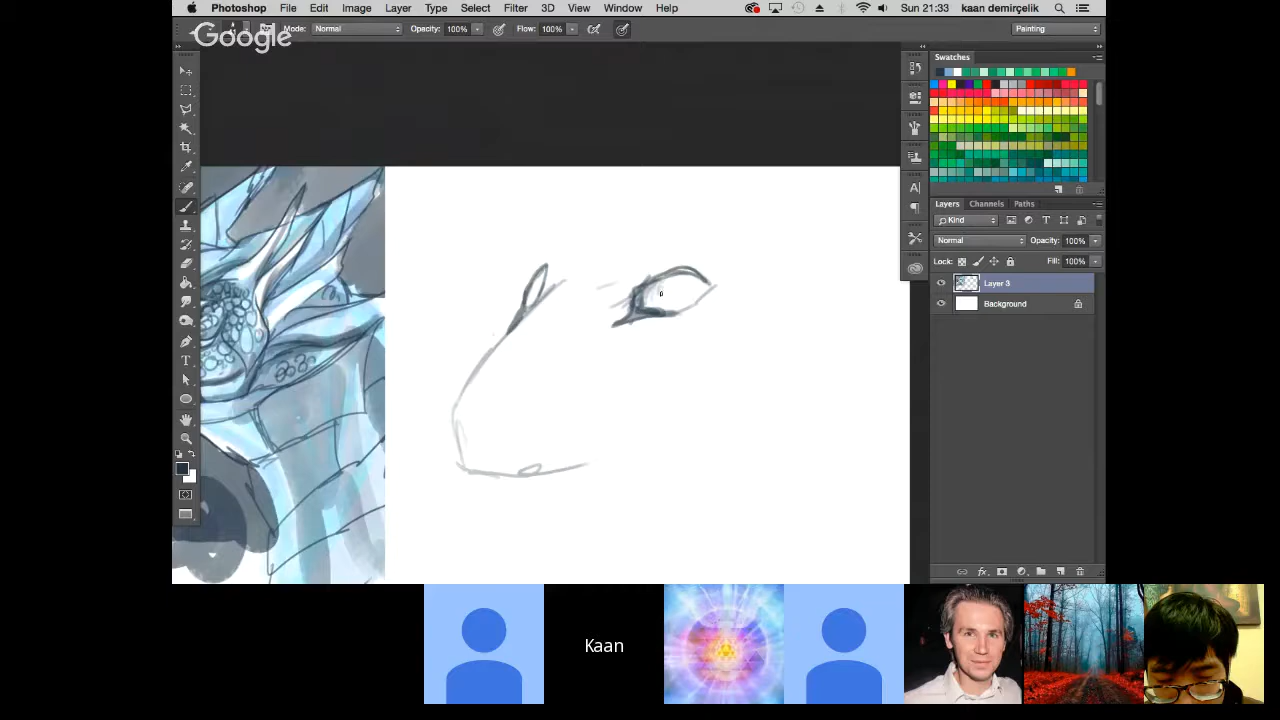 Photoshop File Edit Image Layer Type Select Filter 3D View Window Help Sun 21:33 kaan demirçelik
Google
Mode: Normal Opacity: 100% Flow: 100% Painting
Swatches
Layers Channels Paths
Kind
Normal Opacity: 100%
Lock: Fill: 100%
Layer 3
Background
Kaan